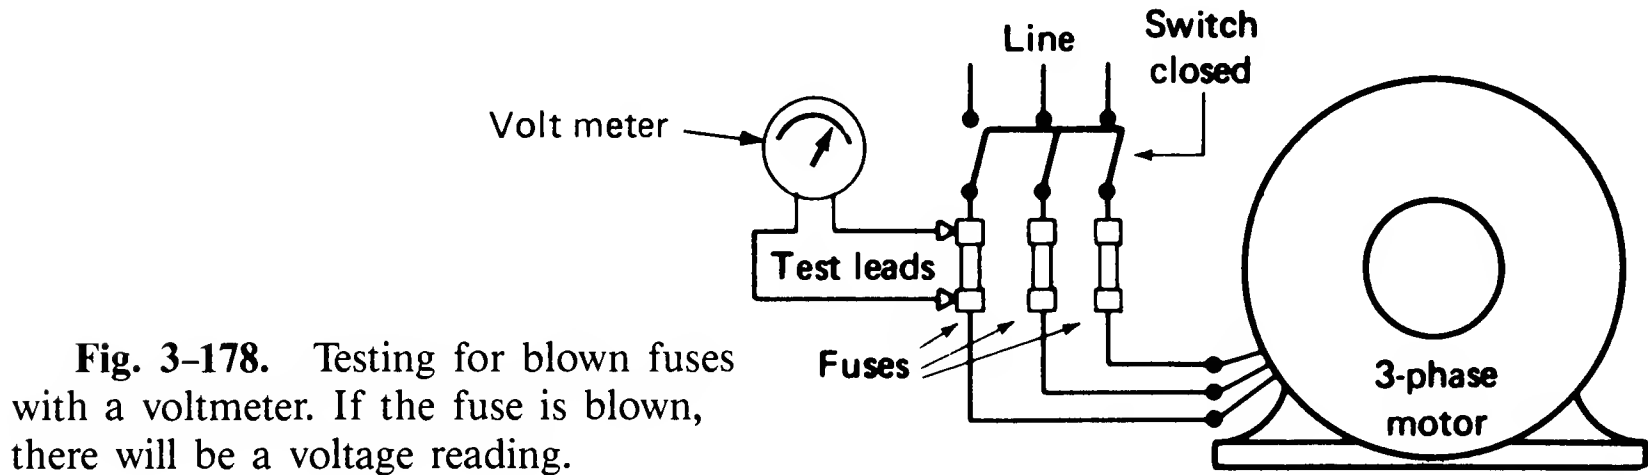 Line
Switch
closed
Volt meter
Test leads
Fuses
3-phase
motor
Fig. 3–178. Testing for blown fuses
with a voltmeter. If the fuse is blown,
there will be a voltage reading.